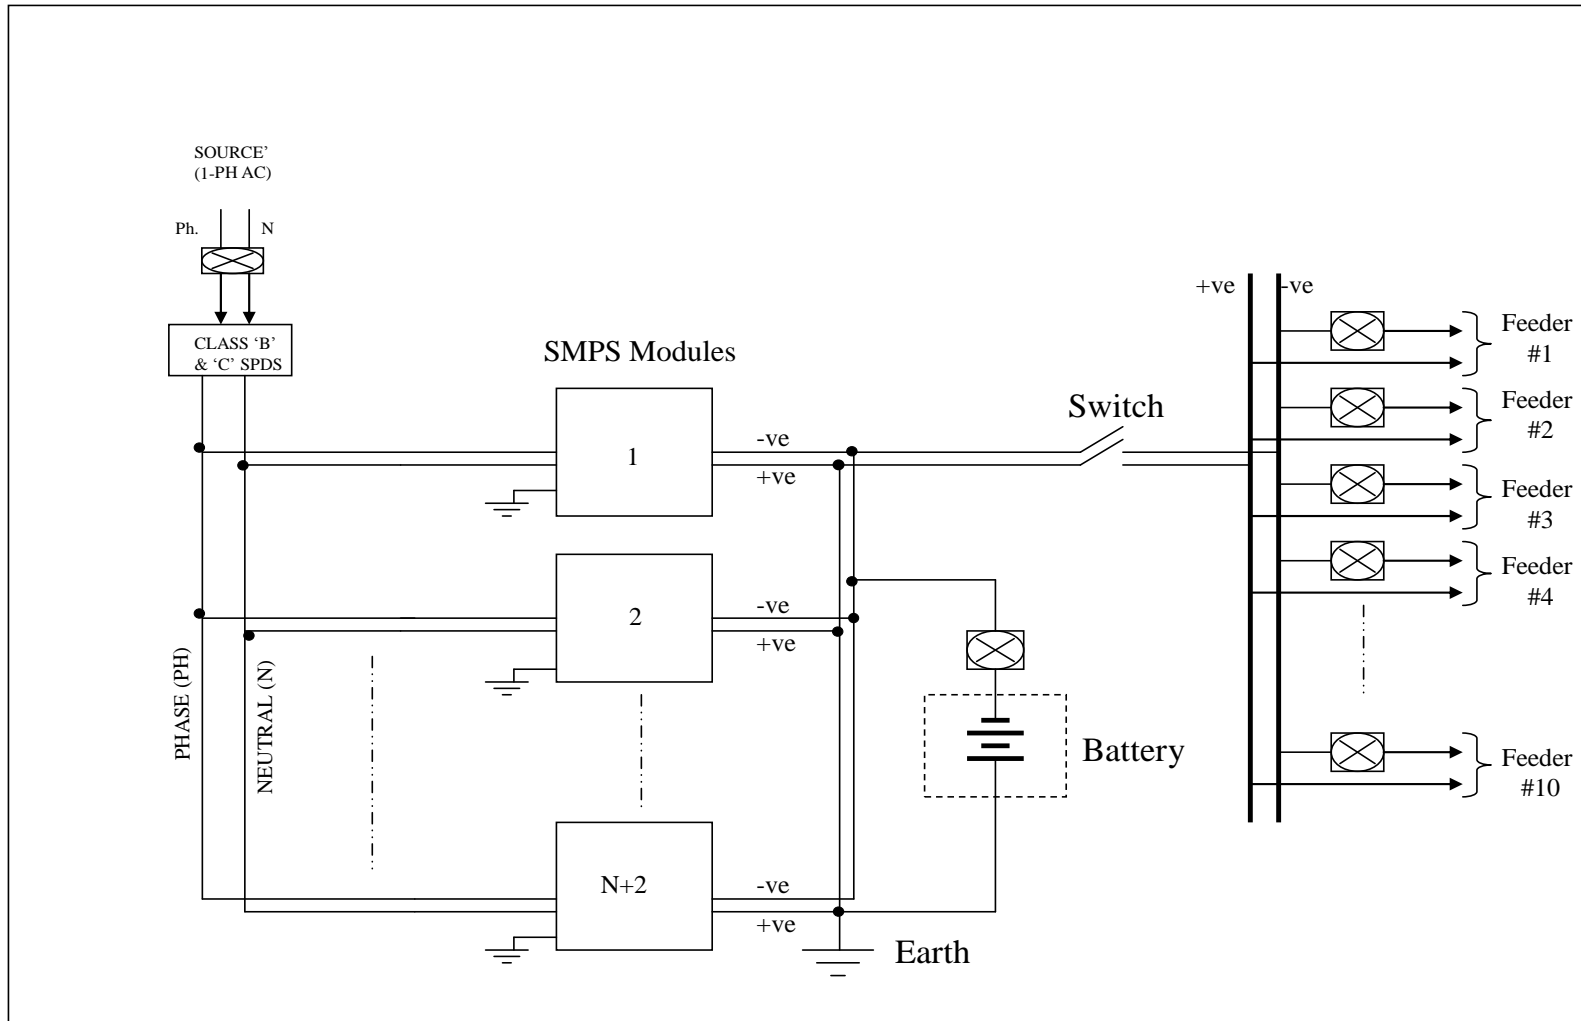 SOURCE’
(1-PH AC)
Ph.
N
CLASS ‘B’
& ‘C’ SPDS
PHASE (PH)
NEUTRAL (N)
SMPS Modules
1
-ve
+ve
2
-ve
+ve
N+2
-ve
+ve
Earth
Battery
Switch
+ve
-ve
Feeder
#1
Feeder
#2
Feeder
#3
Feeder
#4
Feeder
#10